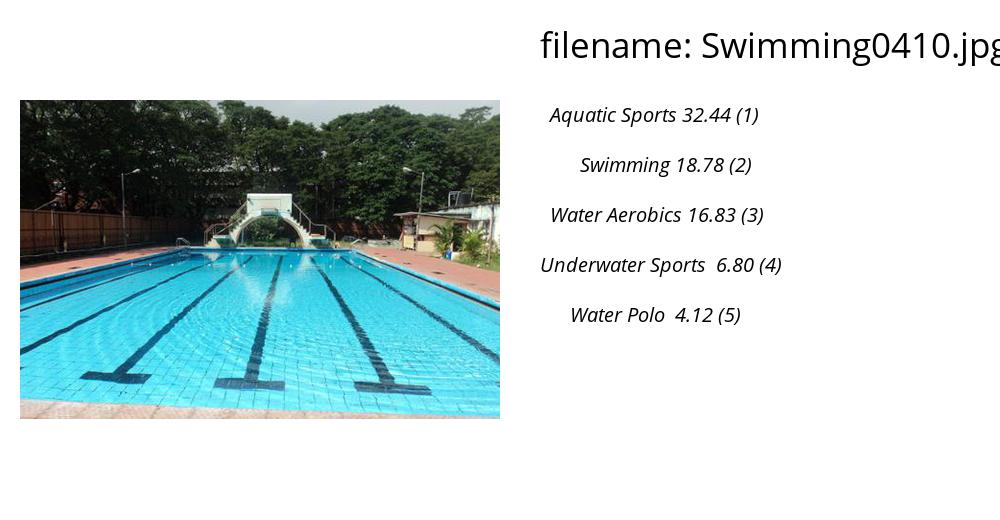 filename: Swimming0410.jpg
Aquatic Sports 32.44 (1)
Swimming 18.78 (2)
Water Aerobics 16.83 (3)
Underwater Sports 6.80 (4)
Water Polo 4.12 (5)